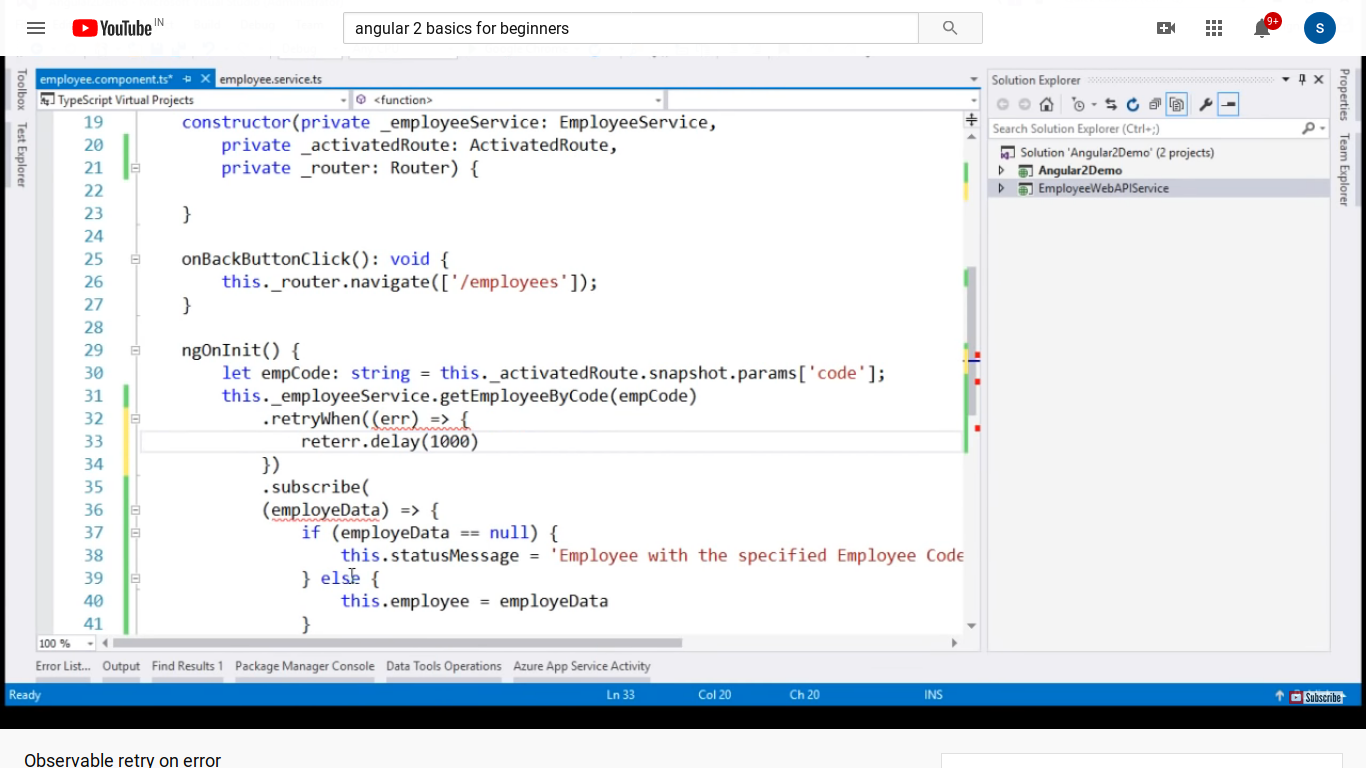 YouTube IN
angular 2 basics for beginners
9+
S
employee.component.ts*
employee.service.ts
TypeScript Virtual Projects
<function>
Toolbox
Test Explorer
19 constructor(private _employeeService: EmployeeService,
20 private _activatedRoute: ActivatedRoute,
21 private _router: Router) {
22
23 }
24
25 onBackButtonClick(): void {
26 this._router.navigate(['/employees']);
27 }
28
29 ngOnInit() {
30 let empCode: string = this._activatedRoute.snapshot.params['code'];
31 this._employeeService.getEmployeeByCode(empCode)
32 .retryWhen((err) => {
33 reterr.delay(1000)
34 })
35 .subscribe(
36 (employeData) => {
37 if (employeData == null) {
38 this.statusMessage = 'Employee with the specified Employee Code
39 } else {
40 this.employee = employeData
41 }
100 %
Solution Explorer
Search Solution Explorer (Ctrl+;)
Solution 'Angular2Demo' (2 projects)
Angular2Demo
EmployeeWebAPIService
Properties
Team Explorer
Error List...
Output
Find Results 1
Package Manager Console
Data Tools Operations
Azure App Service Activity
Ready
Ln 33
Col 20
Ch 20
INS
Subscribe
Observable retry on error